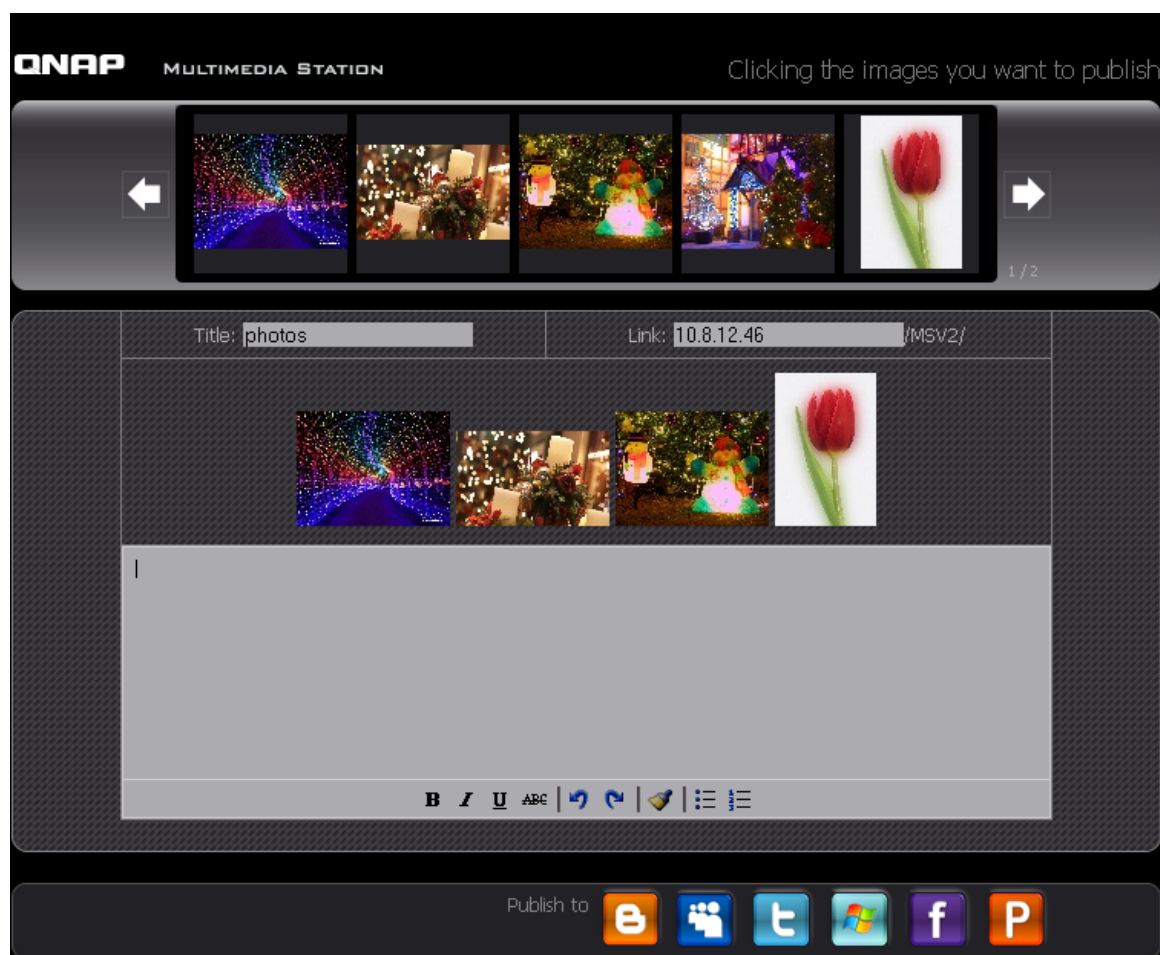 QNAP MULTIMEDIA STATION
Clicking the images you want to publish
1/2
Title: photos
Link: 10.8.12.46 /MSV2/
B I U ABC
Publish to